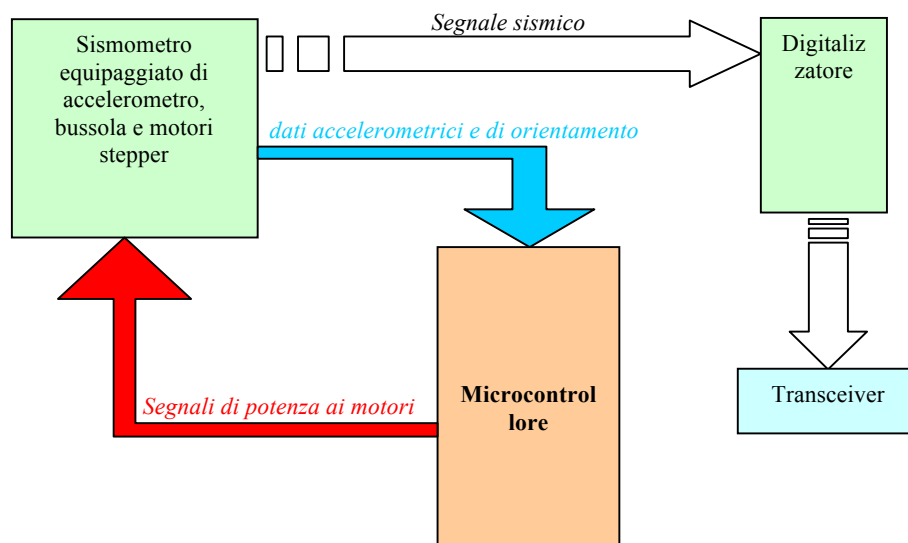 Sismometro
equipaggiato di
accelerometro,
bussola e motori
stepper
Segnale sismico
Digitaliz
zatore
dati accelerometrici e di orientamento
Segnali di potenza ai motori
Microcontrol
lore
Transceiver